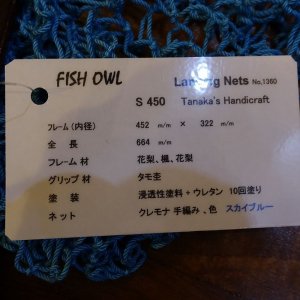 FISH OWL Landing Nets No,1360
S 450 Tanaka's Handicraft
フレーム(内径) 452 m/m × 322 m/m
全長 664 m/m
フレーム材 花梨、楓、花梨
グリップ材 タモ杢
塗装 浸透性塗料+ウレタン 10回塗り
ネット クレモナ 手編み 、色 スカイブルー